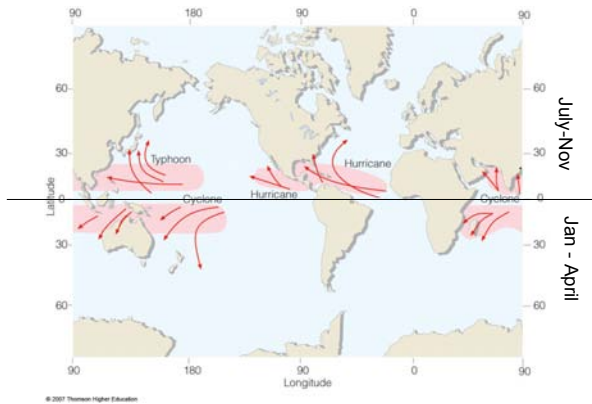 90 180 90 0 90
60 60
30 30
Typhoon
Hurricane
Hurricane
Cyclone
Cyclone
0 0
Latitude
30 30
60 60
90 180 90 0 90
Longitude
July-Nov
Jan - April
© 2007 Thomson Higher Education